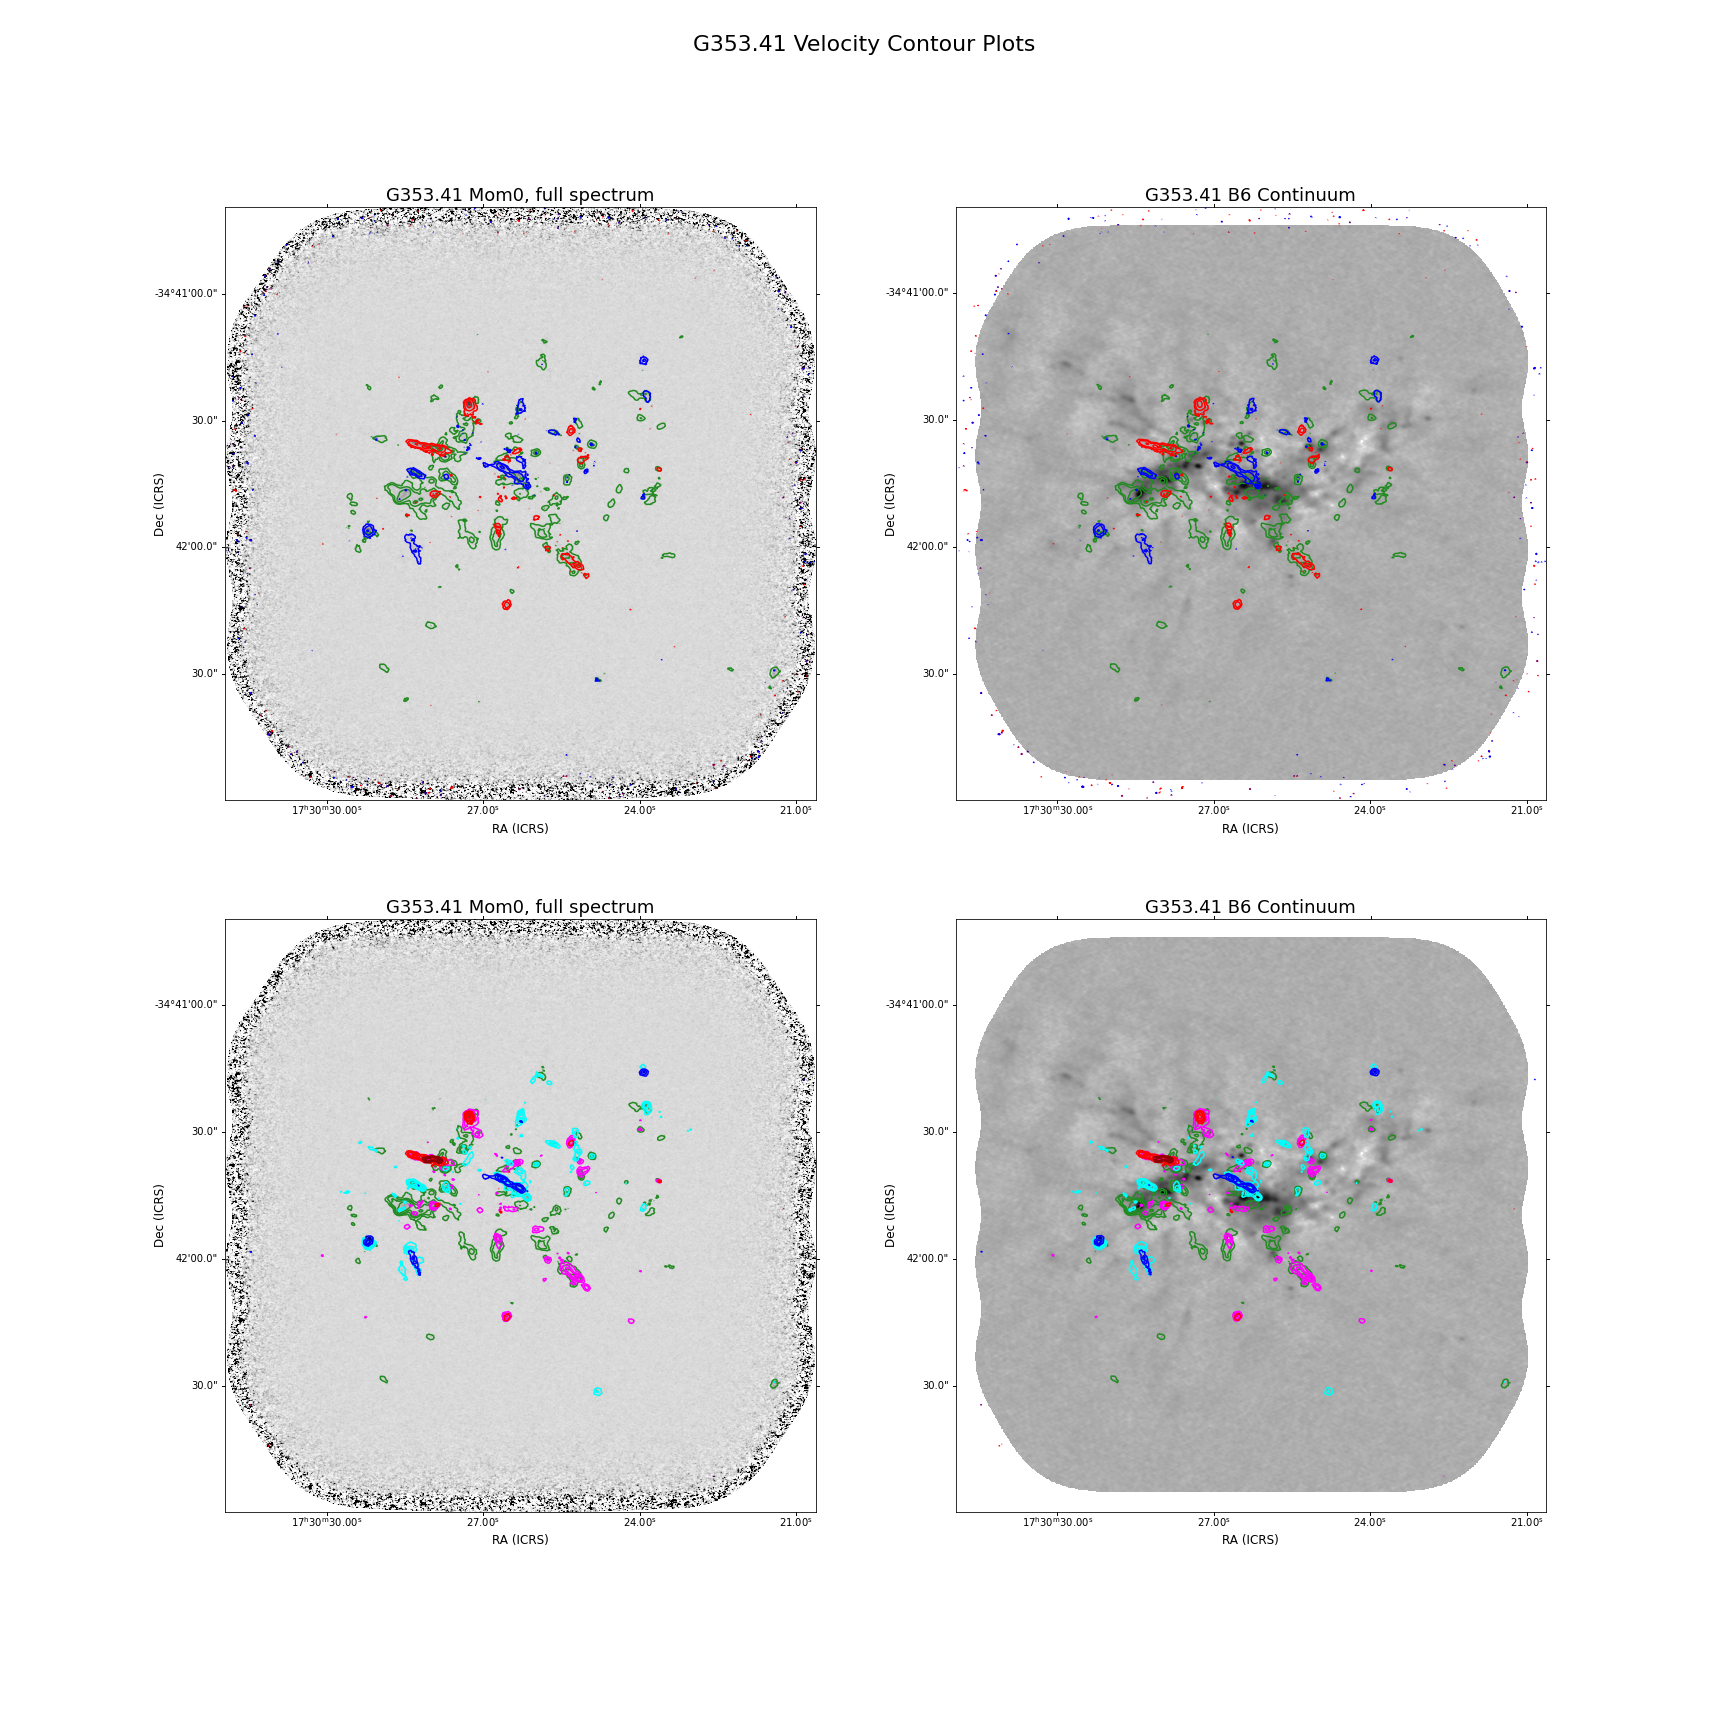 G353.41 Velocity Contour Plots
G353.41 Mom0, full spectrum
G353.41 B6 Continuum
-34°41'00.0"
30.0"
42'00.0"
30.0"
Dec (ICRS)
17ʰ30ᵐ30.00ˢ 27.00ˢ 24.00ˢ 21.00ˢ
RA (ICRS)
-34°41'00.0"
30.0"
42'00.0"
30.0"
Dec (ICRS)
17ʰ30ᵐ30.00ˢ 27.00ˢ 24.00ˢ 21.00ˢ
RA (ICRS)
G353.41 Mom0, full spectrum
G353.41 B6 Continuum
-34°41'00.0"
30.0"
42'00.0"
30.0"
Dec (ICRS)
17ʰ30ᵐ30.00ˢ 27.00ˢ 24.00ˢ 21.00ˢ
RA (ICRS)
-34°41'00.0"
30.0"
42'00.0"
30.0"
Dec (ICRS)
17ʰ30ᵐ30.00ˢ 27.00ˢ 24.00ˢ 21.00ˢ
RA (ICRS)